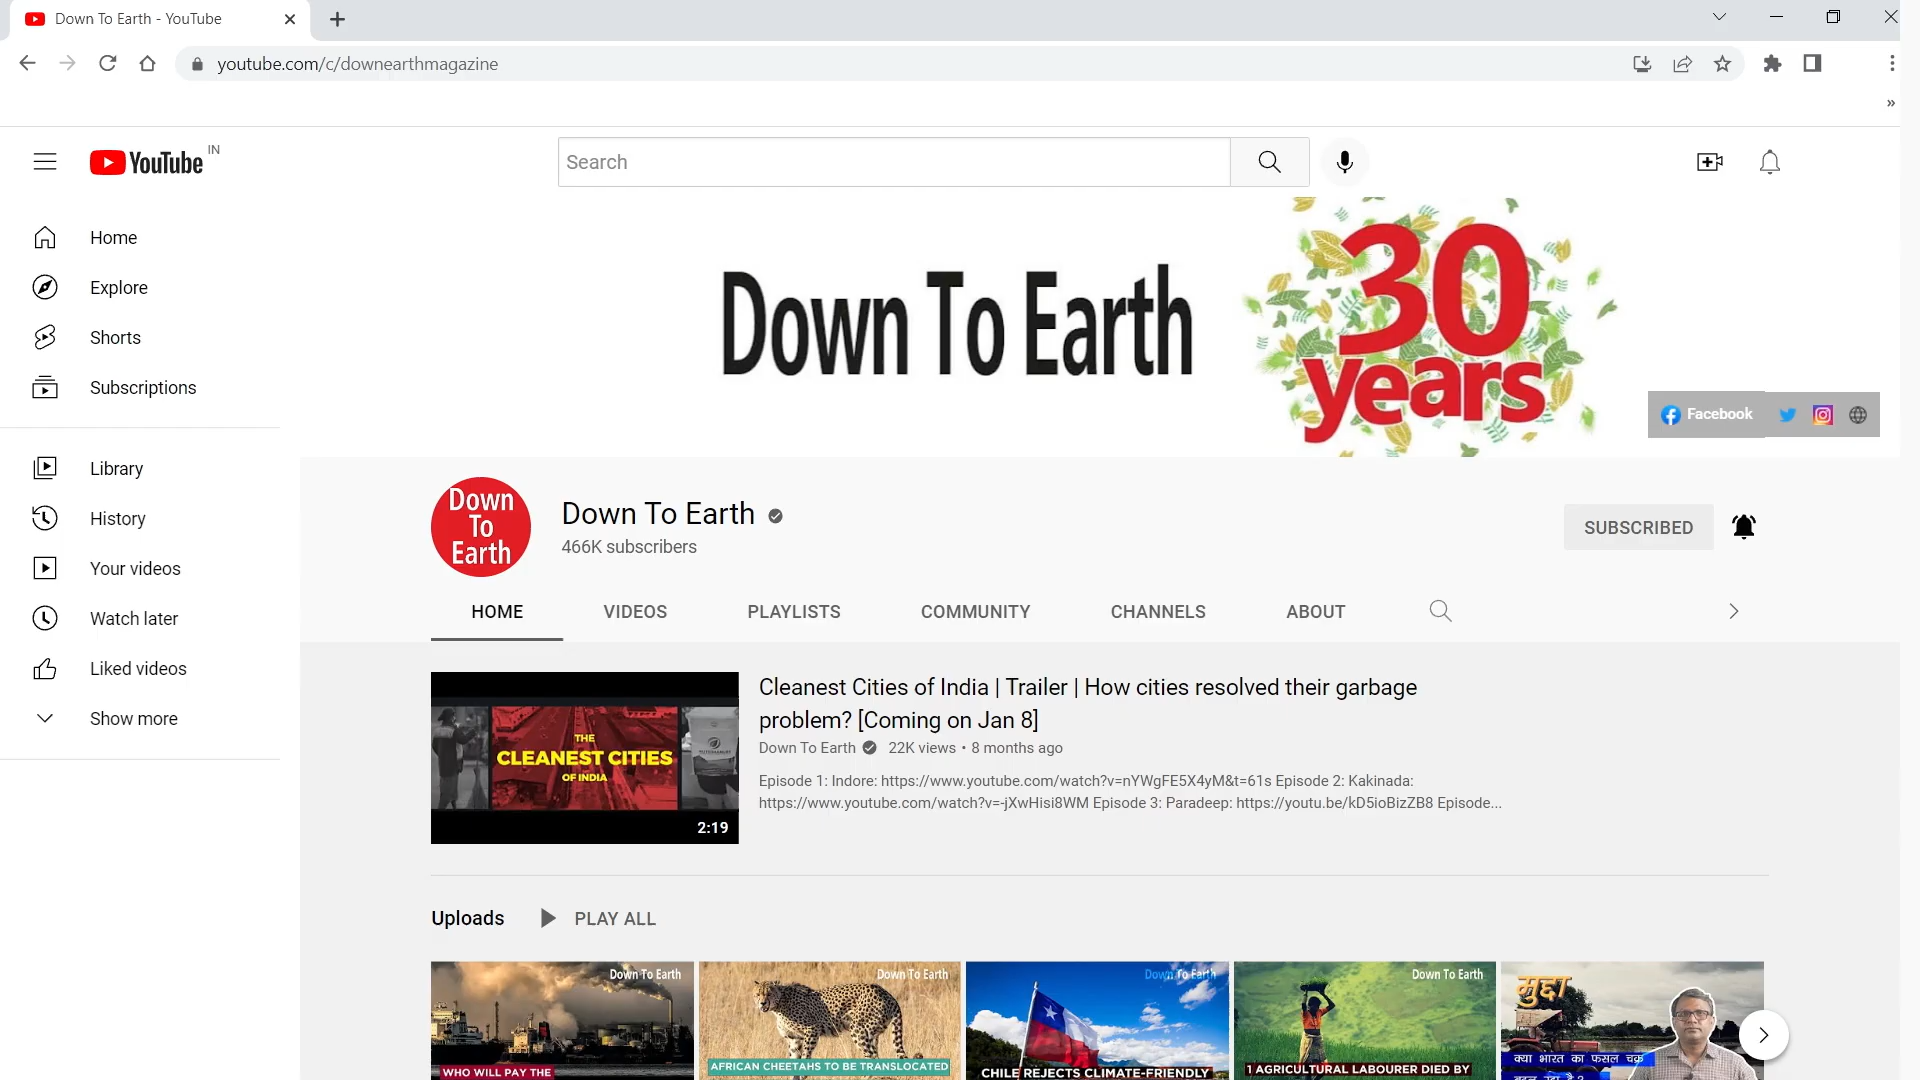 Down To Earth - YouTube
youtube.com/c/downearthmagazine
»
YouTube IN
Search
Home
Explore
Shorts
Subscriptions
Library
History
Your videos
Watch later
Liked videos
Show more
Down To Earth
30
years
Facebook
Down
To
Earth
Down To Earth
466K subscribers
SUBSCRIBED
HOME
VIDEOS
PLAYLISTS
COMMUNITY
CHANNELS
ABOUT
THE
CLEANEST CITIES
OF INDIA
2:19
Cleanest Cities of India | Trailer | How cities resolved their garbage
problem? [Coming on Jan 8]
Down To Earth 22K views • 8 months ago
Episode 1: Indore: https://www.youtube.com/watch?v=nYWgFE5X4yM&t=61s Episode 2: Kakinada:
https://www.youtube.com/watch?v=-jXwHisi8WM Episode 3: Paradeep: https://youtu.be/kD5ioBizZB8 Episode...
Uploads
PLAY ALL
Down To Earth
WHO WILL PAY THE
Down To Earth
AFRICAN CHEETAHS TO BE TRANSLOCATED
Down To Earth
CHILE REJECTS CLIMATE-FRIENDLY
Down To Earth
1 AGRICULTURAL LABOURER DIED BY
मुद्दा
क्या भारत का फसल चक्र